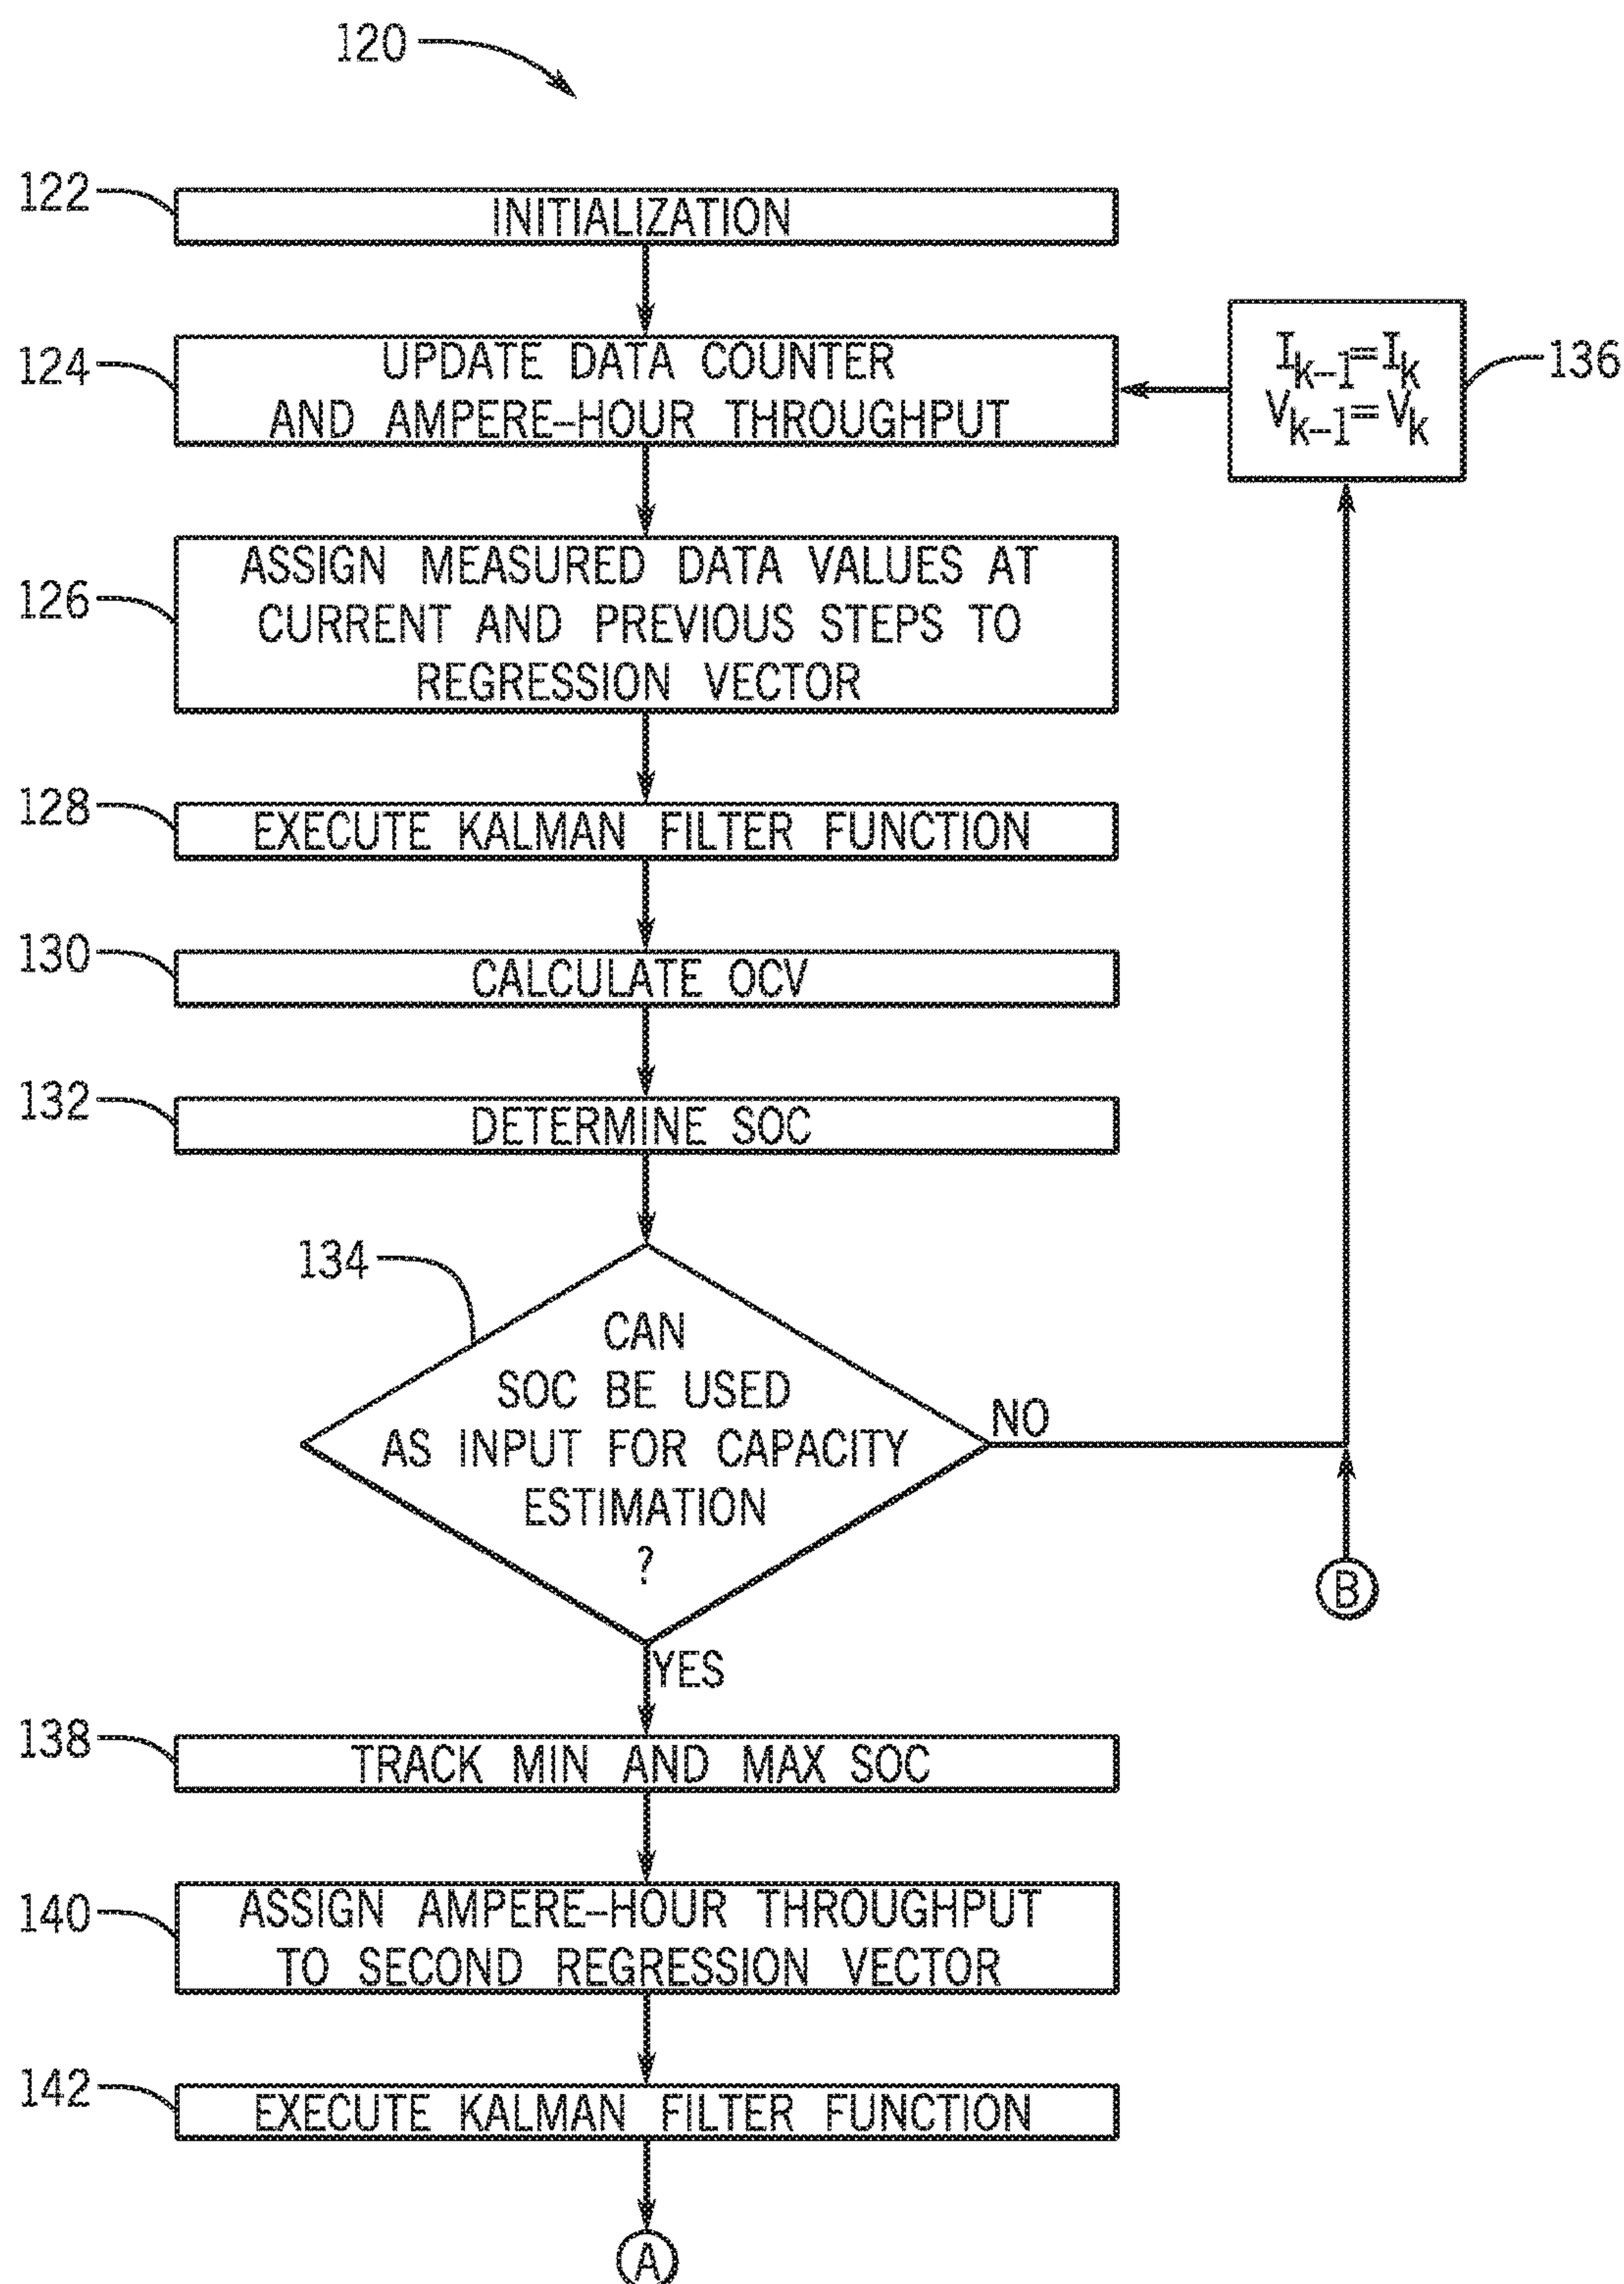 120
122
INITIALIZATION
124
UPDATE DATA COUNTER
AND AMPERE-HOUR THROUGHPUT
I_{k-1}=I_k
V_{k-1}=V_k
136
126
ASSIGN MEASURED DATA VALUES AT
CURRENT AND PREVIOUS STEPS TO
REGRESSION VECTOR
128
EXECUTE KALMAN FILTER FUNCTION
130
CALCULATE OCV
132
DETERMINE SOC
134
CAN
SOC BE USED
AS INPUT FOR CAPACITY
ESTIMATION
?
NO
B
YES
138
TRACK MIN AND MAX SOC
140
ASSIGN AMPERE-HOUR THROUGHPUT
TO SECOND REGRESSION VECTOR
142
EXECUTE KALMAN FILTER FUNCTION
A